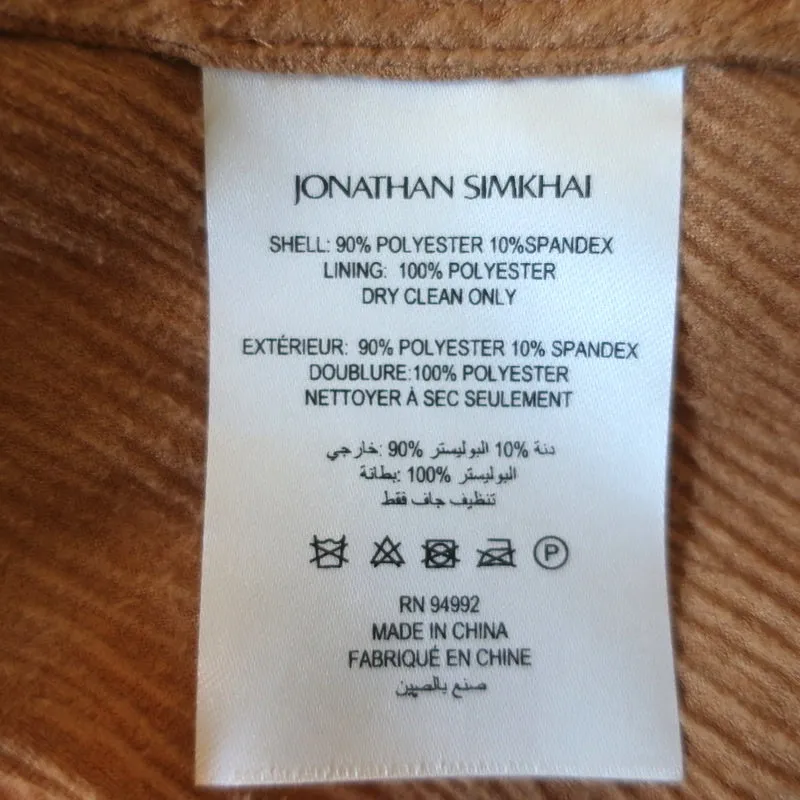 JONATHAN SIMKHAI
SHELL: 90% POLYESTER 10%SPANDEX
LINING: 100% POLYESTER
DRY CLEAN ONLY
EXTÉRIEUR: 90% POLYESTER 10% SPANDEX
DOUBLURE:100% POLYESTER
NETTOYER À SEC SEULEMENT
دنة %10 البوليستر %90 :خارجي
البوليستر %100 :بطانة
تنظيف جاف فقط
P
RN 94992
MADE IN CHINA
FABRIQUÉ EN CHINE
صنع بالصين